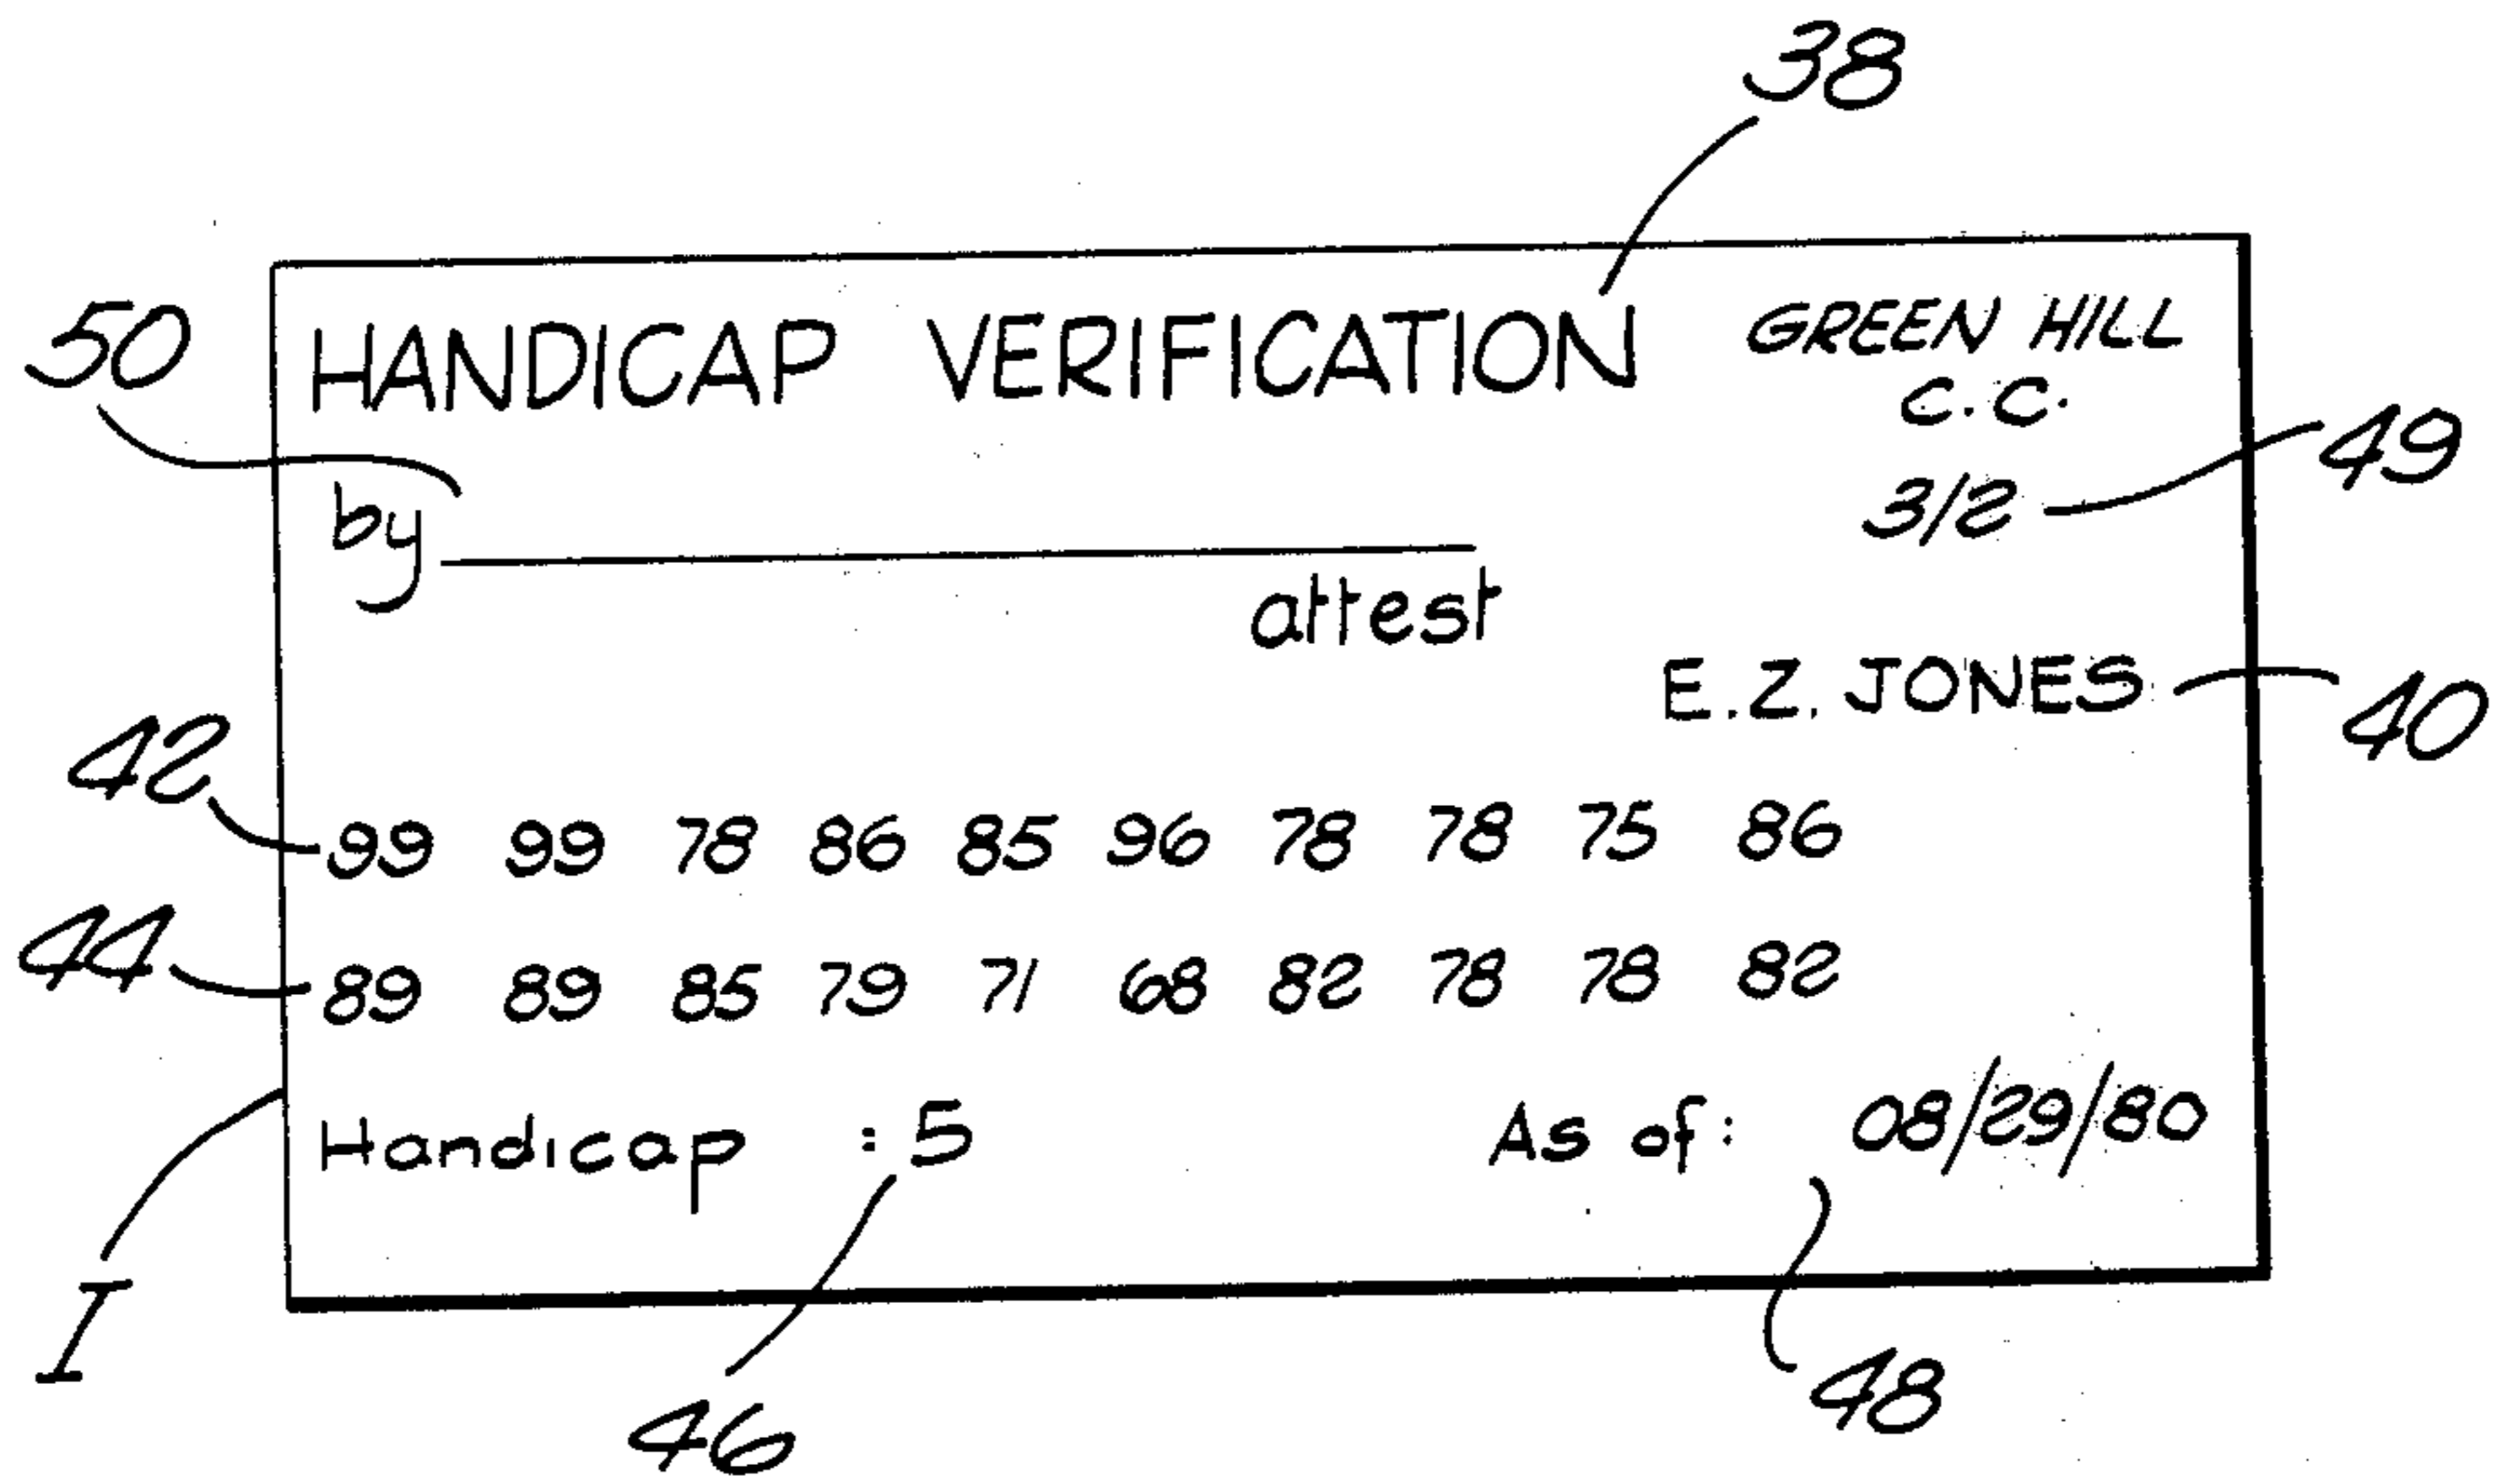 38
HANDICAP VERIFICATION GREEN HILL
C.C.
50
49
by 3/2
attest
E.Z. JONES
40
42
99 99 78 86 85 96 78 78 75 86
44
89 89 85 79 71 68 82 78 78 82
Handicap : 5 As of: 08/29/80
I
46
48